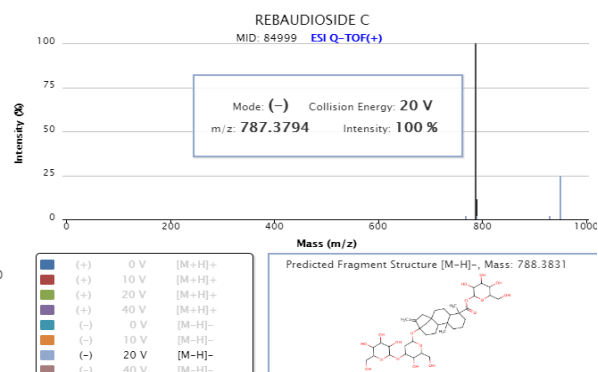 REBAUDIOSIDE C
MID: 84999 ESI Q-TOF(+)
100
75
50
25
0
Intensity (%)
Mode: (-) Collision Energy: 20 V
m/z: 787.3794 Intensity: 100 %
0 200 400 600 800 1000
Mass (m/z)
(+) 0 V [M+H]+
(+) 10 V [M+H]+
(+) 20 V [M+H]+
(+) 40 V [M+H]+
(-) 0 V [M-H]-
(-) 10 V [M-H]-
(-) 20 V [M-H]-
(-) 40 V [M-H]-
Predicted Fragment Structure [M-H]-, Mass: 788.3831